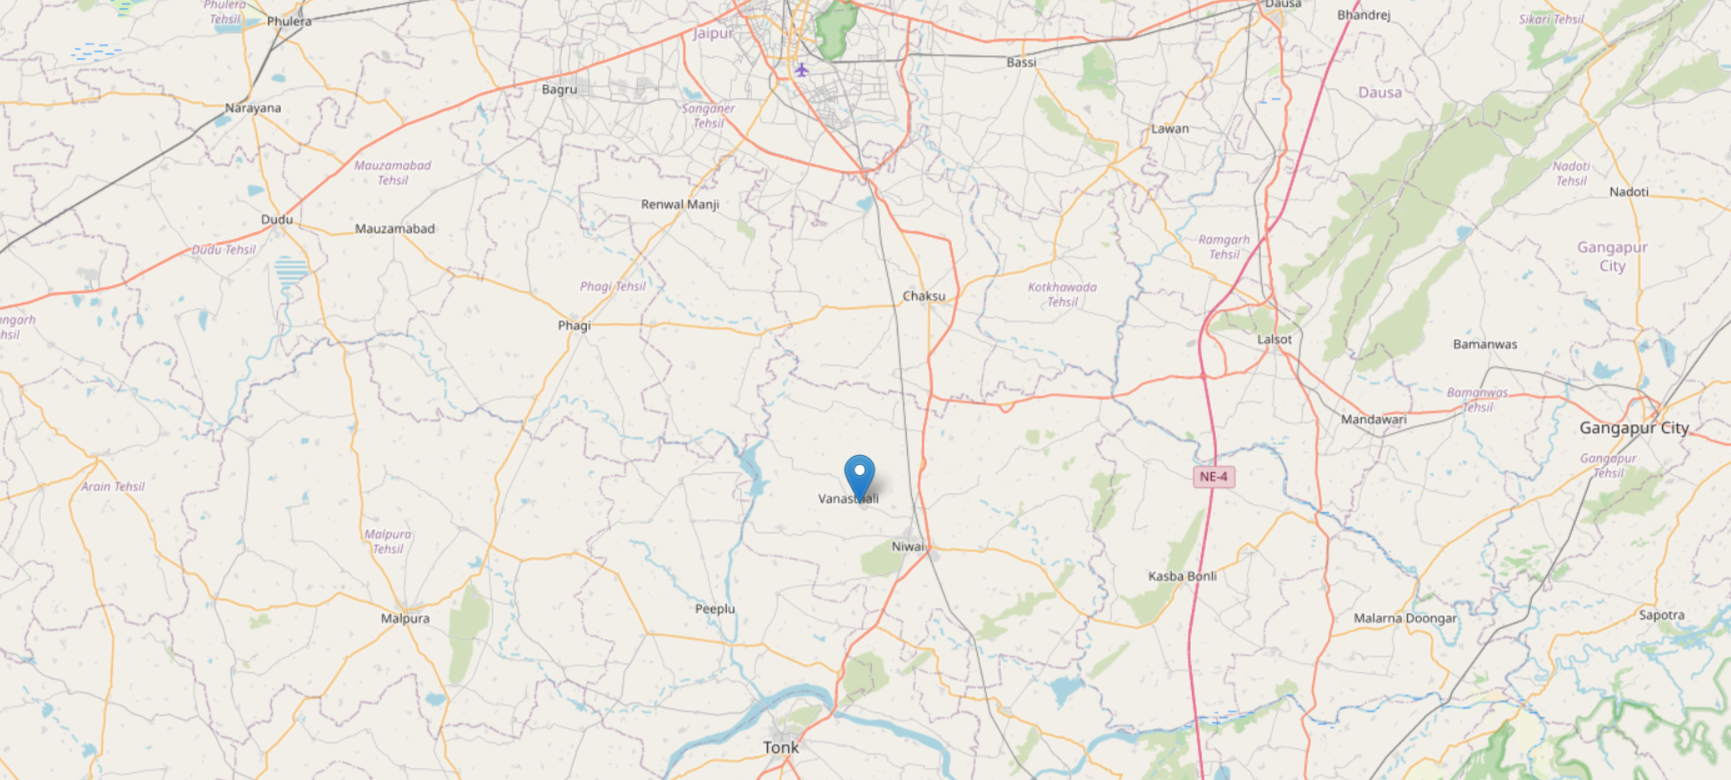 Phulera
Tehsil
Phulera
Jaipur
Dausa
Bhandrej
Sikari Tehsil
Bassi
Bagru
Narayana
Sanganer
Tehsil
Dausa
Lawan
Mauzamabad
Tehsil
Nadoti
Tehsil
Nadoti
Renwal Manji
Dudu
Mauzamabad
Dudu Tehsil
Ramgarh
Tehsil
Gangapur
City
Phagi Tehsil
Chaksu
Kotkhawada
Tehsil
Phagi
Lalsot
Bamanwas
Bamanwas
Tehsil
Mandawari
Gangapur City
Gangapur
Tehsil
NE-4
Arain Tehsil
Malpura
Tehsil
Niwai
Kasba Bonli
Peeplu
Malpura
Malarna Doongar
Sapotra
Tonk